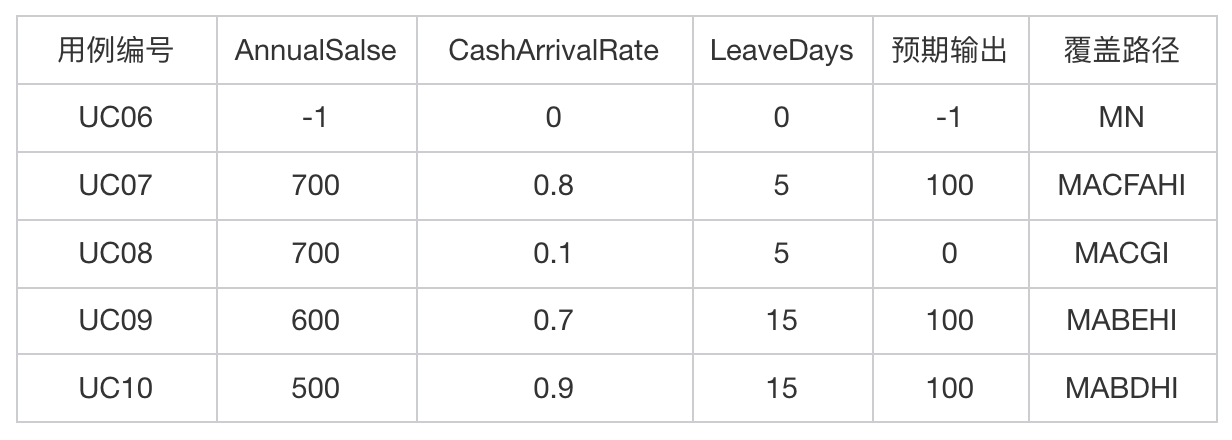 用例编号 AnnualSalse CashArrivalRate LeaveDays 预期输出 覆盖路径
UC06 -1 0 0 -1 MN
UC07 700 0.8 5 100 MACFAHI
UC08 700 0.1 5 0 MACGI
UC09 600 0.7 15 100 MABEHI
UC10 500 0.9 15 100 MABDHI